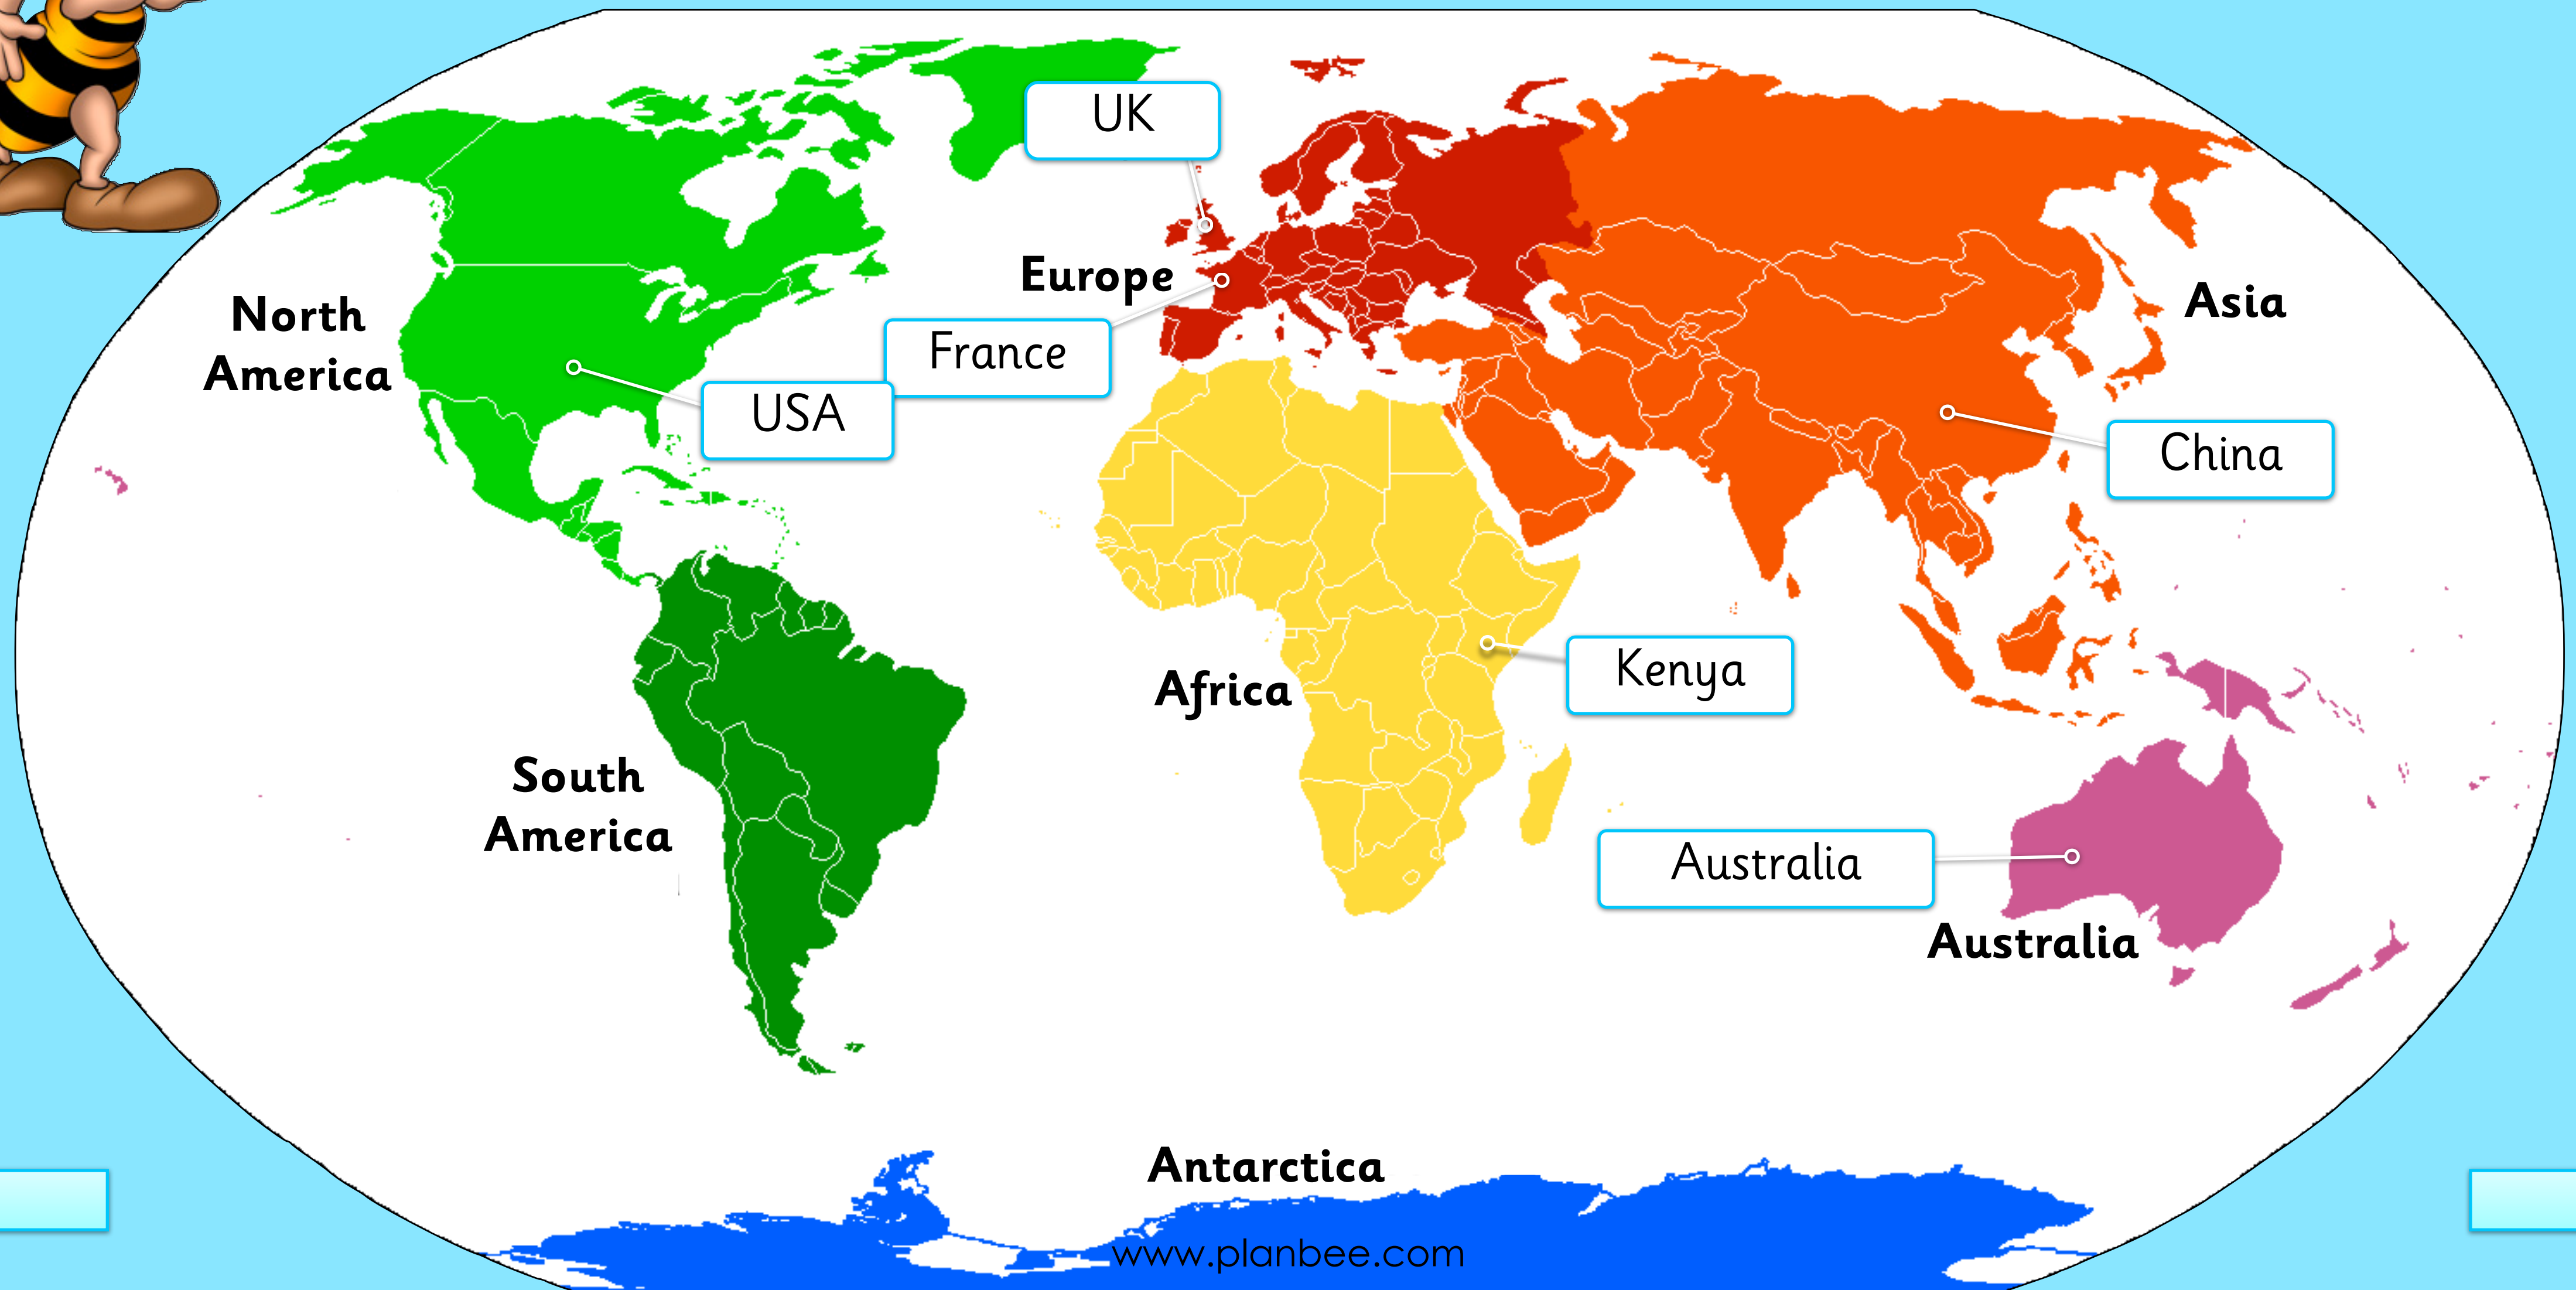 UK
Europe
North
America
Asia
France
USA
China
Africa
Kenya
South
America
Australia
Australia
Antarctica
www.planbee.com